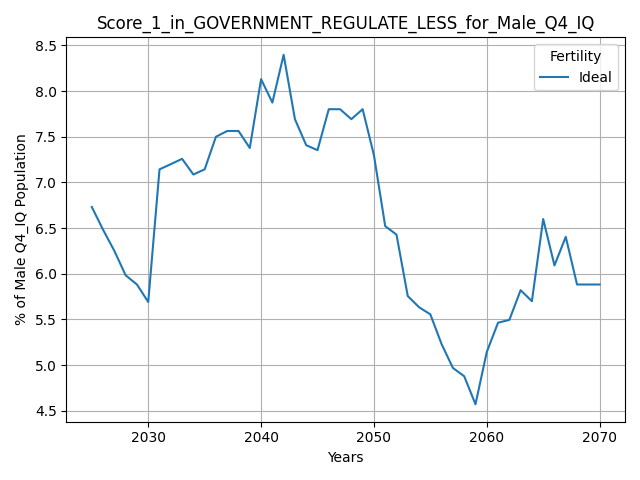 Score_1_in_GOVERNMENT_REGULATE_LESS_for_Male_Q4_IQ
Fertility
Ideal
8.5
8.0
7.5
7.0
6.5
6.0
5.5
5.0
4.5
% of Male Q4_IQ Population
2030 2040 2050 2060 2070
Years